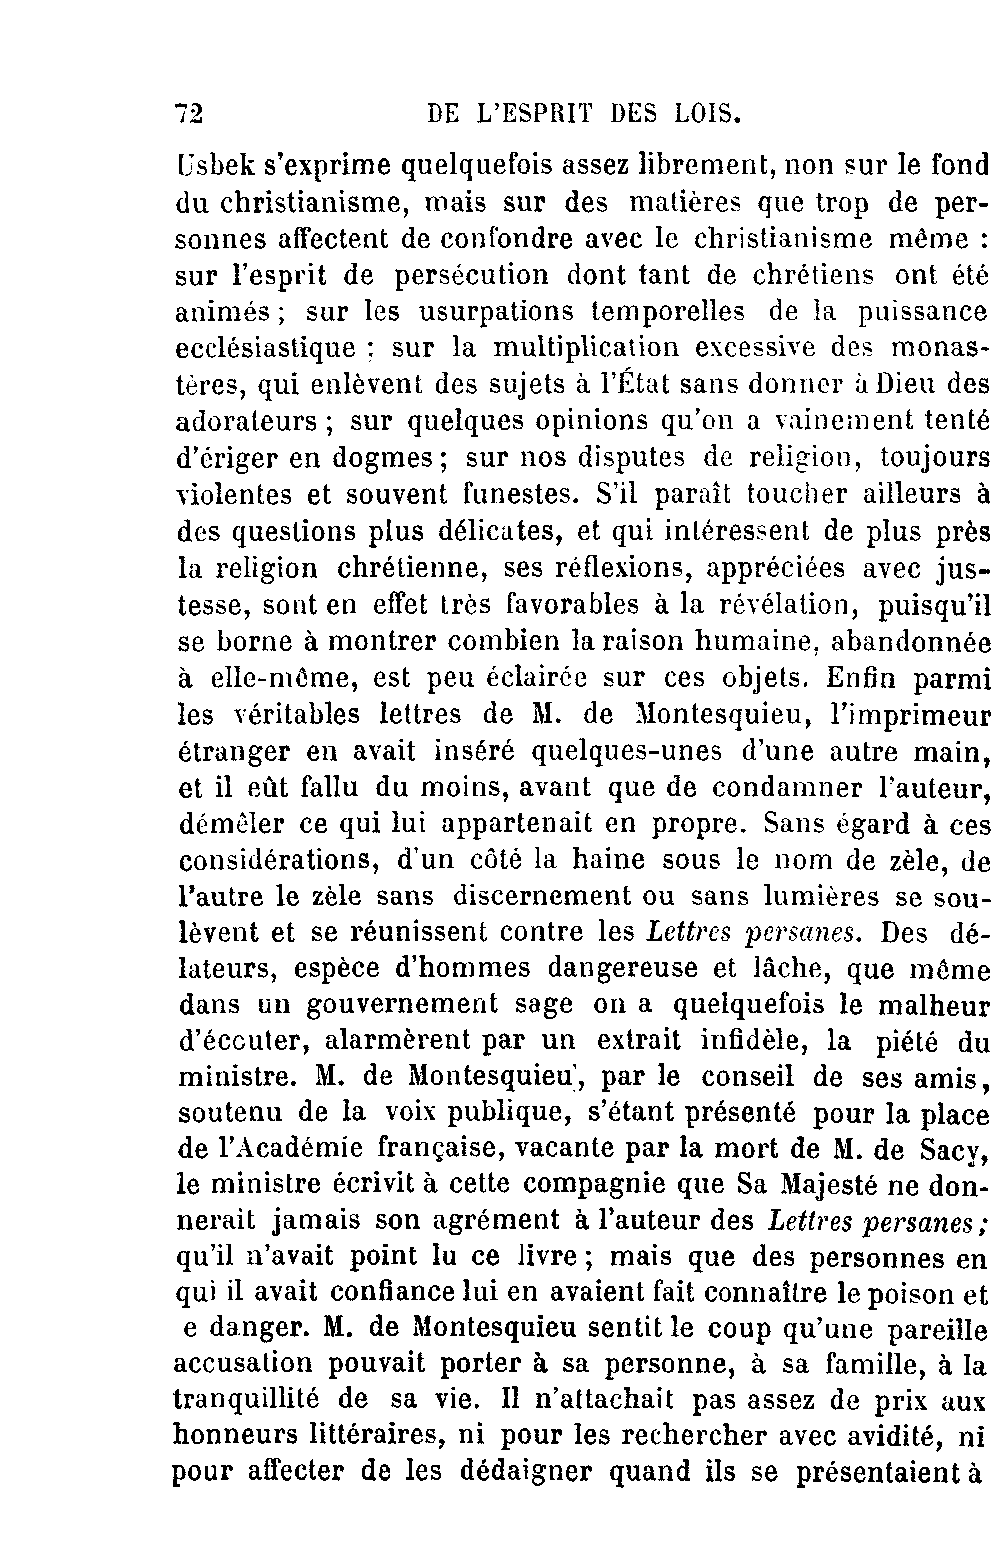 72 DE L'ESPRIT DES LOIS.
Usbek s'exprime quelquefois assez librement, non sur le fond
du christianisme, mais sur des matières que trop de per-
sonnes affectent de confondre avec le christianisme même :
sur l'esprit de persécution dont tant de chrétiens ont été
animés ; sur les usurpations temporelles de la puissance
ecclésiastique ; sur la multiplication excessive des monas-
tères, qui enlèvent des sujets à l'État sans donner à Dieu des
adorateurs ; sur quelques opinions qu'on a vainement tenté
d'ériger en dogmes ; sur nos disputes de religion, toujours
violentes et souvent funestes. S'il paraît toucher ailleurs à
des questions plus délicates, et qui intéressent de plus près
la religion chrétienne, ses réflexions, appréciées avec jus-
tesse, sont en effet très favorables à la révélation, puisqu'il
se borne à montrer combien la raison humaine, abandonnée
à elle-même, est peu éclairée sur ces objets. Enfin parmi
les véritables lettres de M. de Montesquieu, l'imprimeur
étranger en avait inséré quelques-unes d'une autre main,
et il eût fallu du moins, avant que de condamner l'auteur,
démêler ce qui lui appartenait en propre. Sans égard à ces
considérations, d'un côté la haine sous le nom de zèle, de
l'autre le zèle sans discernement ou sans lumières se sou-
lèvent et se réunissent contre les Lettres persanes. Des dé-
lateurs, espèce d'hommes dangereuse et lâche, que même
dans un gouvernement sage on a quelquefois le malheur
d'écouter, alarmèrent par un extrait infidèle, la piété du
ministre. M. de Montesquieu, par le conseil de ses amis,
soutenu de la voix publique, s'étant présenté pour la place
de l'Académie française, vacante par la mort de M. de Sacy,
le ministre écrivit à cette compagnie que Sa Majesté ne don-
nerait jamais son agrément à l'auteur des Lettres persanes ;
qu'il n'avait point lu ce livre ; mais que des personnes en
qui il avait confiance lui en avaient fait connaître le poison et
e danger. M. de Montesquieu sentit le coup qu'une pareille
accusation pouvait porter à sa personne, à sa famille, à la
tranquillité de sa vie. Il n'attachait pas assez de prix aux
honneurs littéraires, ni pour les rechercher avec avidité, ni
pour affecter de les dédaigner quand ils se présentaient à